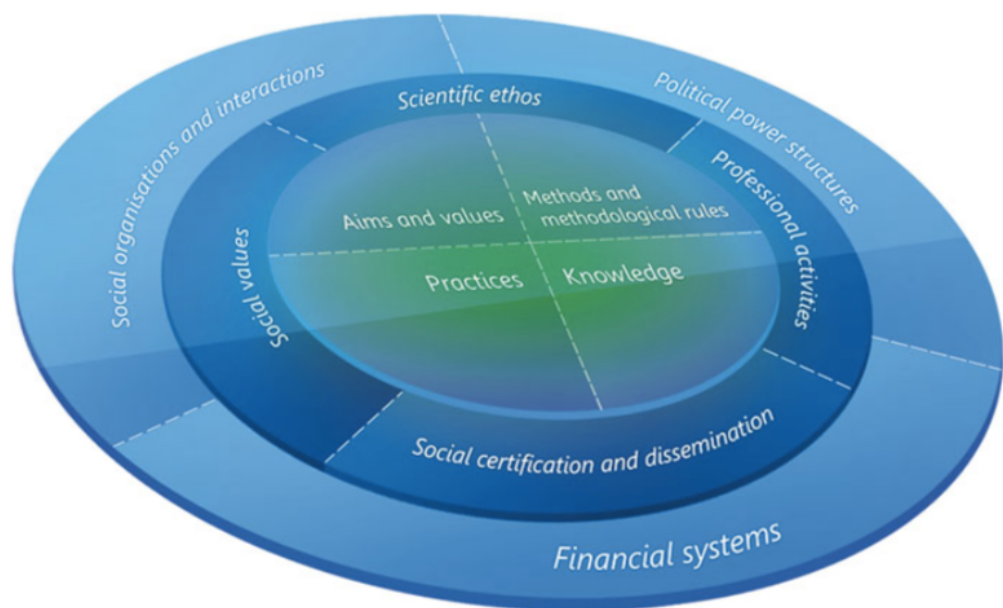 Social organisations and interactions
Political power structures
Scientific ethos
Professional activities
Social values
Aims and values
Methods and
methodological rules
Practices
Knowledge
Social certification and dissemination
Financial systems